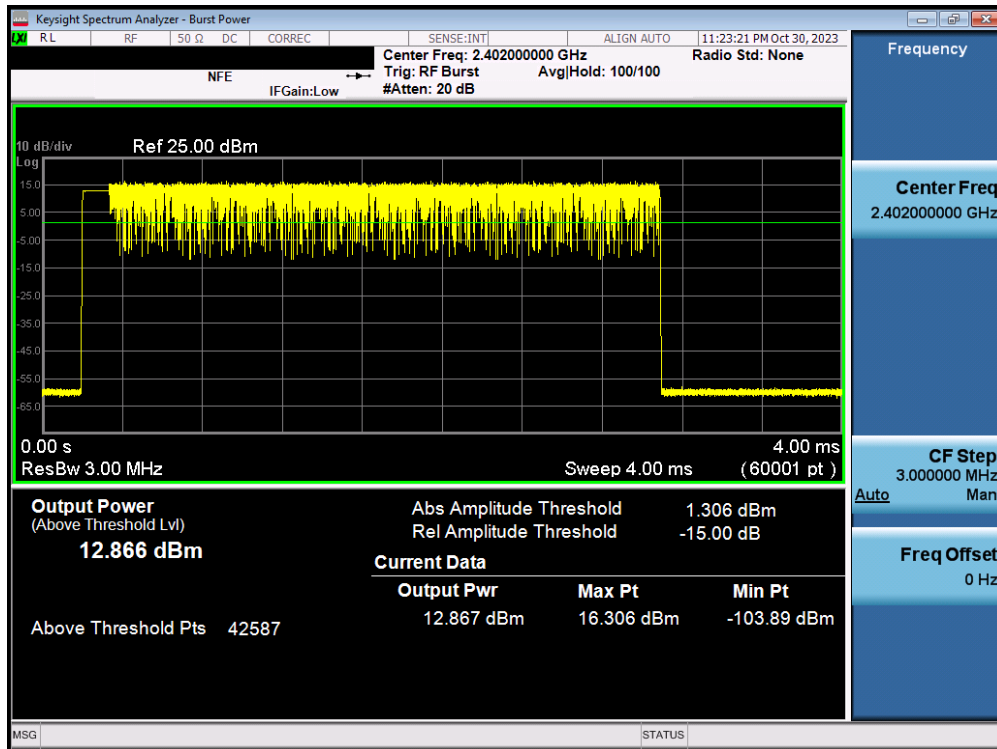 Keysight Spectrum Analyzer - Burst Power
LXI RL RF 50 Ω DC CORREC SENSE:INT ALIGN AUTO 11:23:21 PM Oct 30, 2023
Center Freq: 2.402000000 GHz Radio Std: None
NFE Trig: RF Burst Avg|Hold: 100/100
IFGain:Low #Atten: 20 dB
Frequency
10 dB/div Ref 25.00 dBm
Log
15.0
5.00
-5.00
-15.0
-25.0
-35.0
-45.0
-55.0
-65.0
0.00 s 4.00 ms
ResBw 3.00 MHz Sweep 4.00 ms (60001 pt)
Output Power
(Above Threshold Lvl)
12.866 dBm
Above Threshold Pts 42587
Abs Amplitude Threshold 1.306 dBm
Rel Amplitude Threshold -15.00 dB
Current Data
Output Pwr Max Pt Min Pt
12.867 dBm 16.306 dBm -103.89 dBm
Center Freq
2.402000000 GHz
CF Step
3.000000 MHz
Auto Man
Freq Offset
0 Hz
MSG STATUS